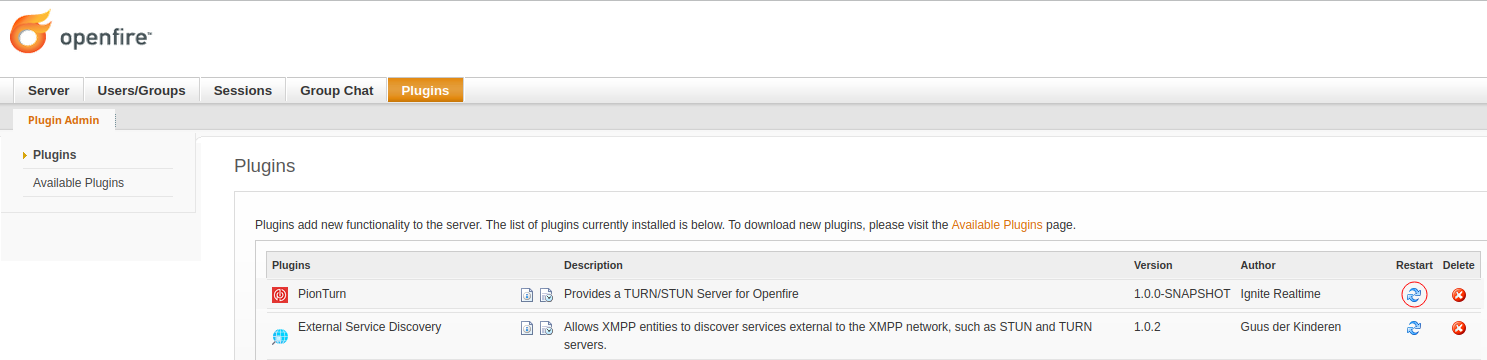 openfire™
Server Users/Groups Sessions Group Chat Plugins
Plugin Admin
Plugins
Available Plugins
Plugins
Plugins add new functionality to the server. The list of plugins currently installed is below. To download new plugins, please visit the Available Plugins page.
Plugins Description Version Author Restart Delete
PionTurn Provides a TURN/STUN Server for Openfire 1.0.0-SNAPSHOT Ignite Realtime
External Service Discovery Allows XMPP entities to discover services external to the XMPP network, such as STUN and TURN 1.0.2 Guus der Kinderen
servers.